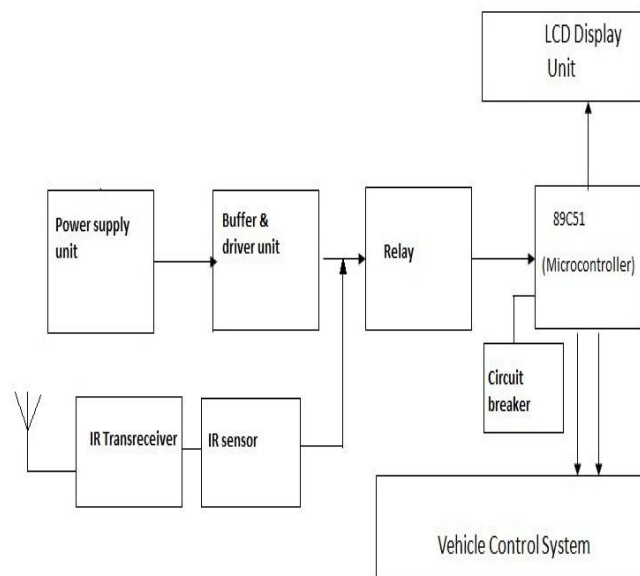 LCD Display
Unit
Power supply
unit
Buffer &
driver unit
Relay
89C51
(Microcontroller)
Circuit
breaker
IR Transreceiver
IR sensor
Vehicle Control System